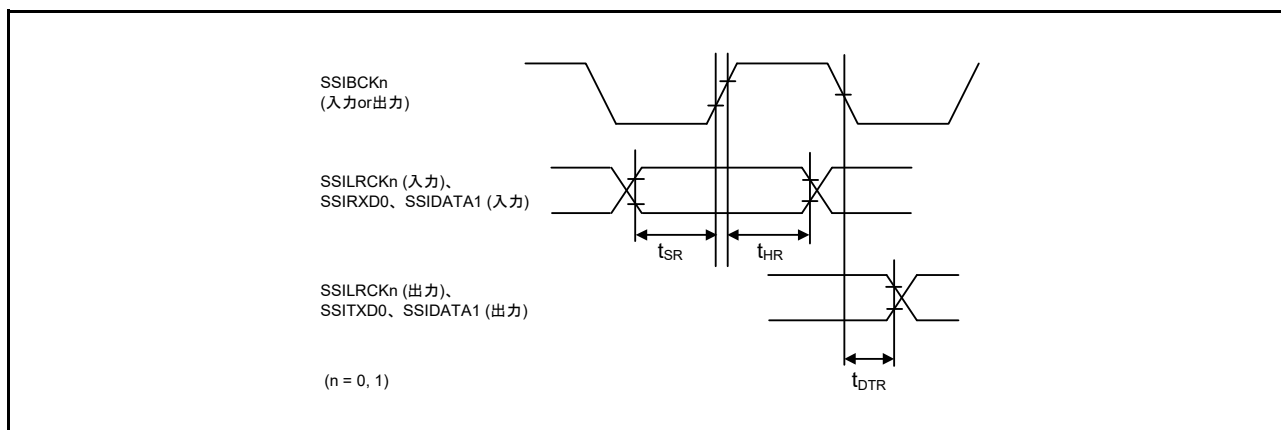 SSIBCKn
(入力or出力)
SSILRCKn (入力)、
SSIRXD0、SSIDATA1 (入力)
tSR
tHR
SSILRCKn (出力)、
SSITXD0、SSIDATA1 (出力)
tDTR
(n = 0, 1)